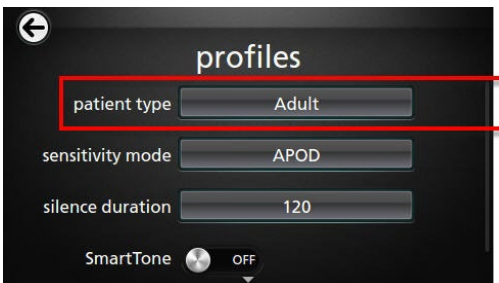 profiles
patient type Adult
sensitivity mode APOD
silence duration 120
SmartTone OFF